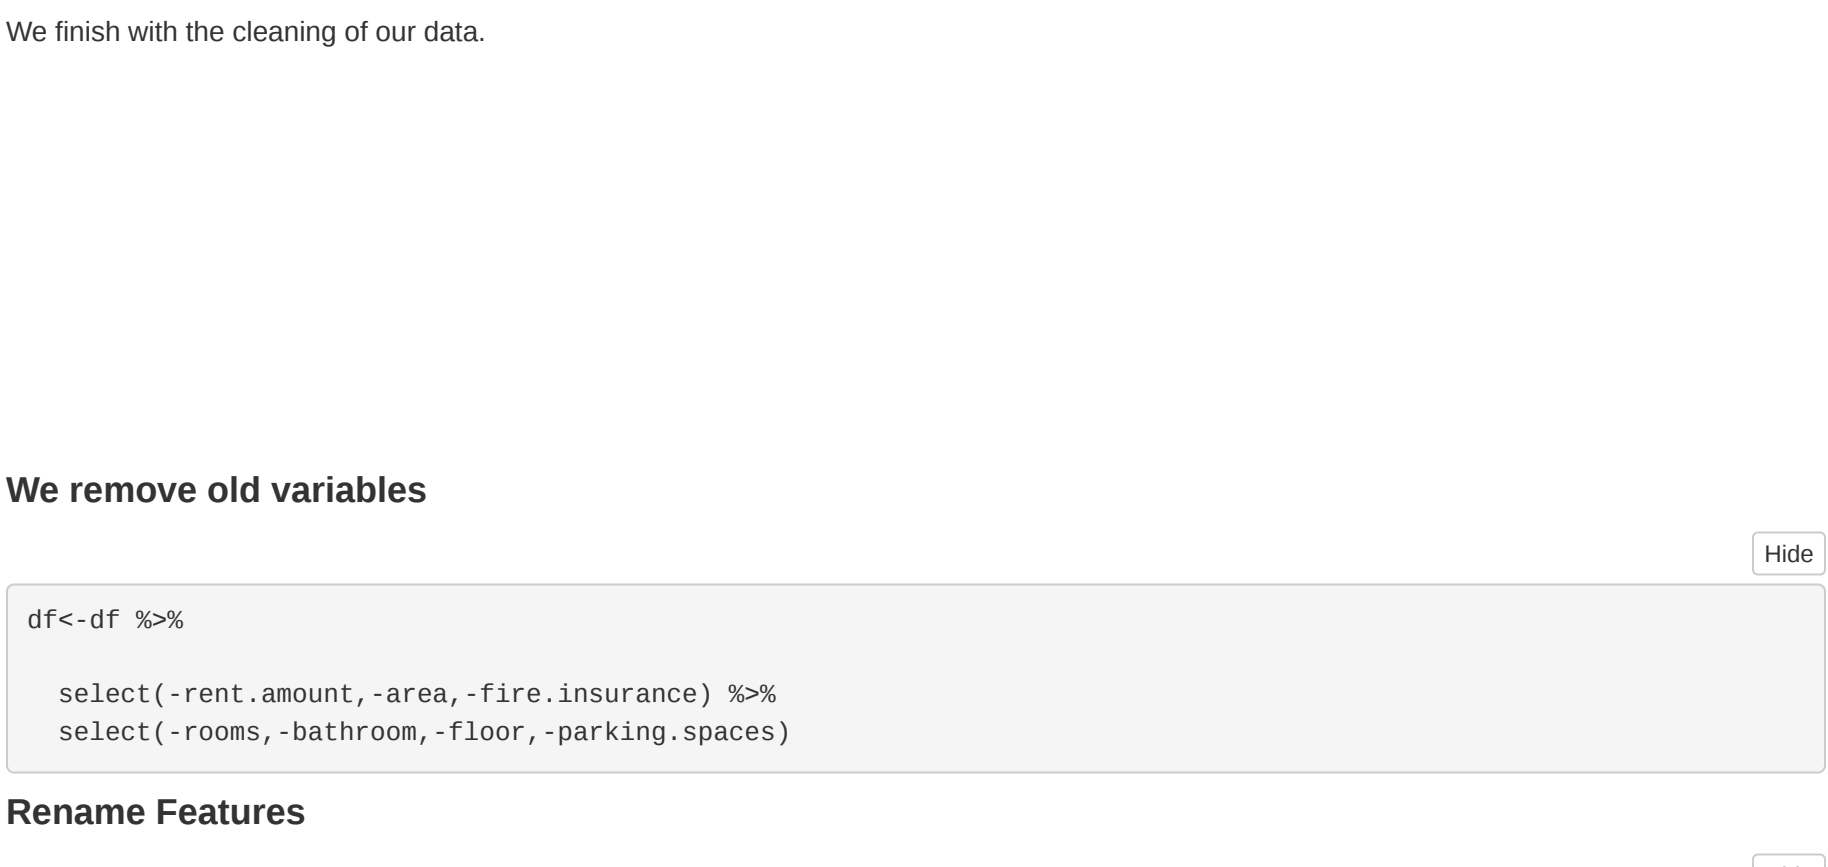 We finish with the cleaning of our data.
We remove old variables
Hide
df<-df %>%
select(-rent.amount,-area,-fire.insurance) %>%
select(-rooms,-bathroom,-floor,-parking.spaces)
Rename Features